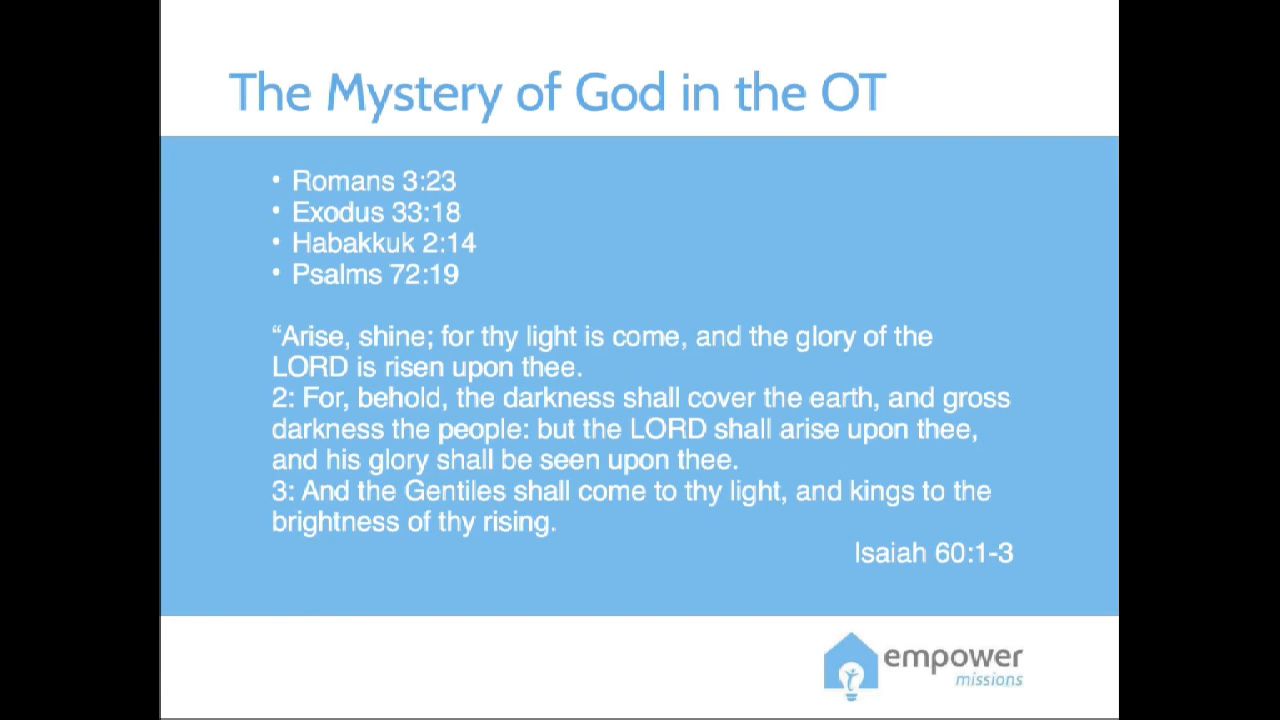 The Mystery of God in the OT
• Romans 3:23
• Exodus 33:18
• Habakkuk 2:14
• Psalms 72:19
“Arise, shine; for thy light is come, and the glory of the
LORD is risen upon thee.
2: For, behold, the darkness shall cover the earth, and gross
darkness the people: but the LORD shall arise upon thee,
and his glory shall be seen upon thee.
3: And the Gentiles shall come to thy light, and kings to the
brightness of thy rising.
Isaiah 60:1-3
empower
missions